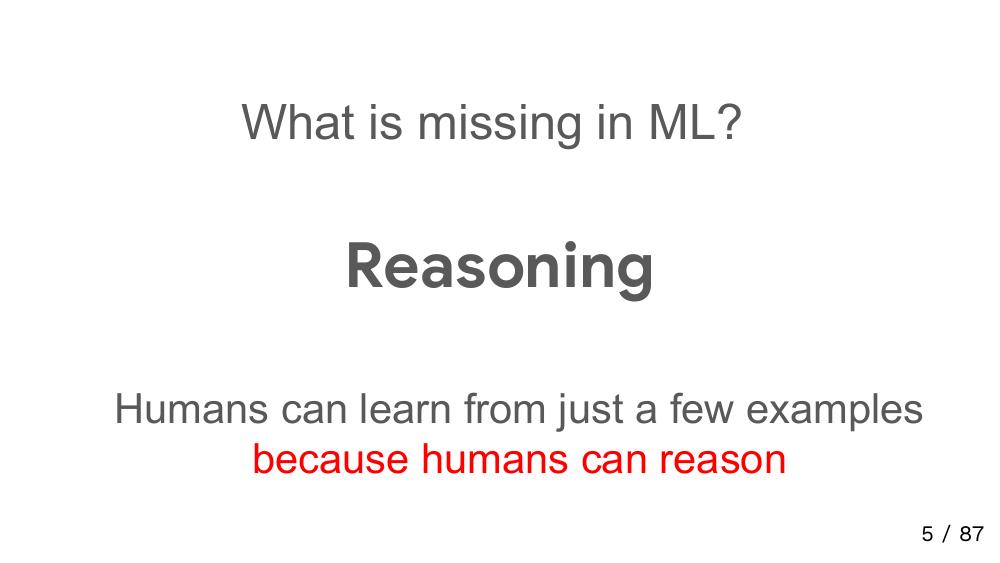 What is missing in ML?
Reasoning
Humans can learn from just a few examples
because humans can reason
5 / 87